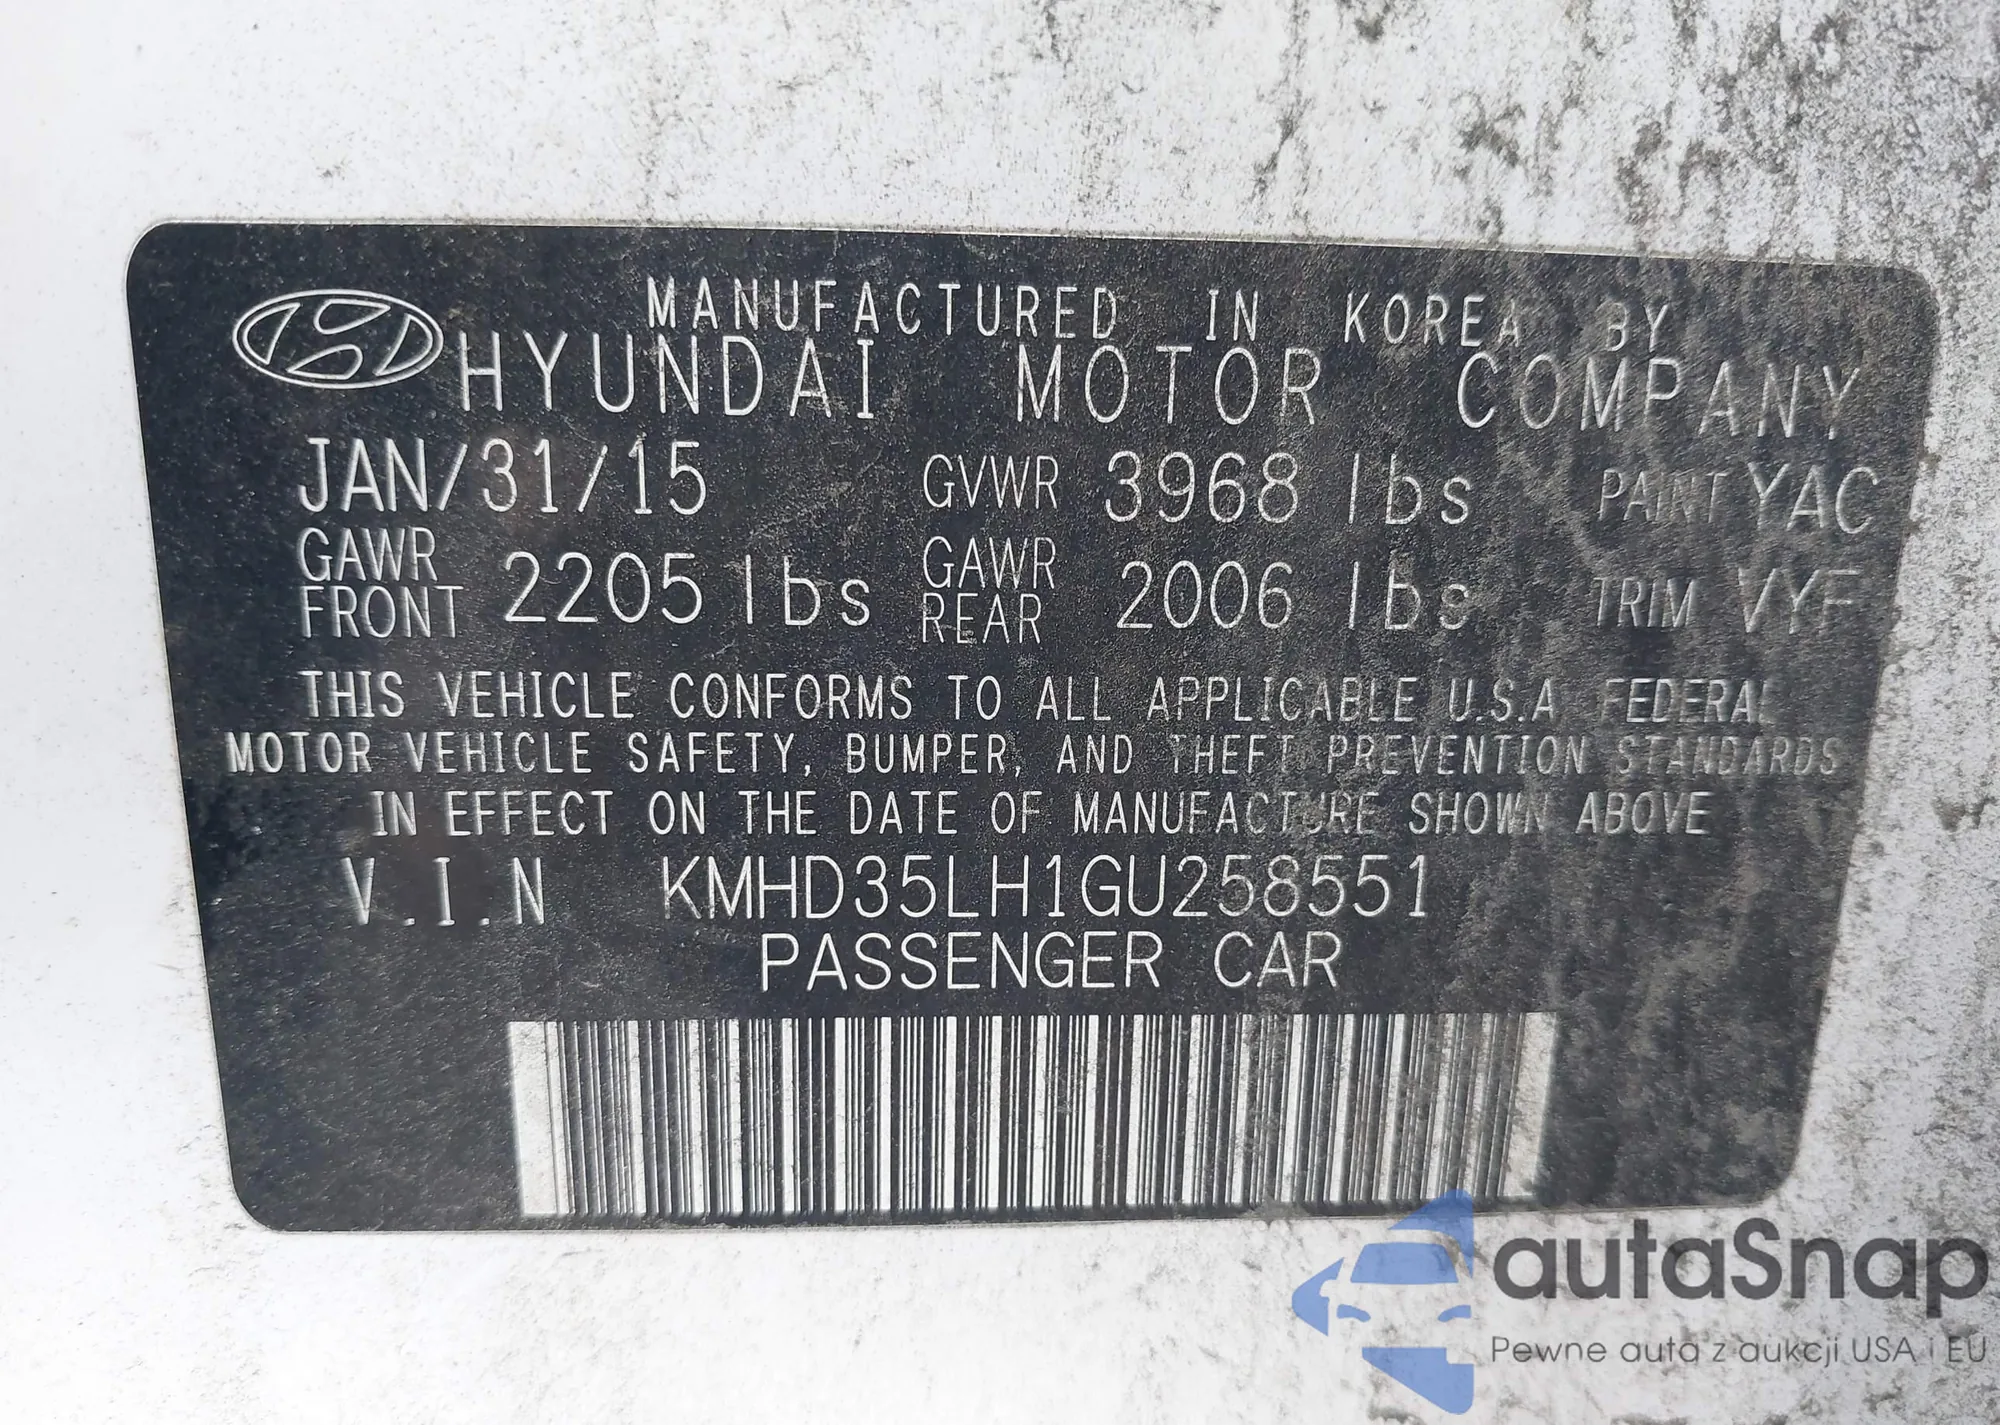 MANUFACTURED IN KOREA BY
HYUNDAI MOTOR COMPANY
JAN/31/15 GVWR 3968 lbs PAINT YAC
GAWR FRONT 2205 lbs GAWR REAR 2006 lbs TRIM VYF
THIS VEHICLE CONFORMS TO ALL APPLICABLE U.S.A FEDERAL
MOTOR VEHICLE SAFETY, BUMPER, AND THEFT PREVENTION STANDARDS
IN EFFECT ON THE DATE OF MANUFACTURE SHOWN ABOVE
V.I.N KMHD35LH1GU258551
PASSENGER CAR
autaSnap
Pewne auta z aukcji USA i EU